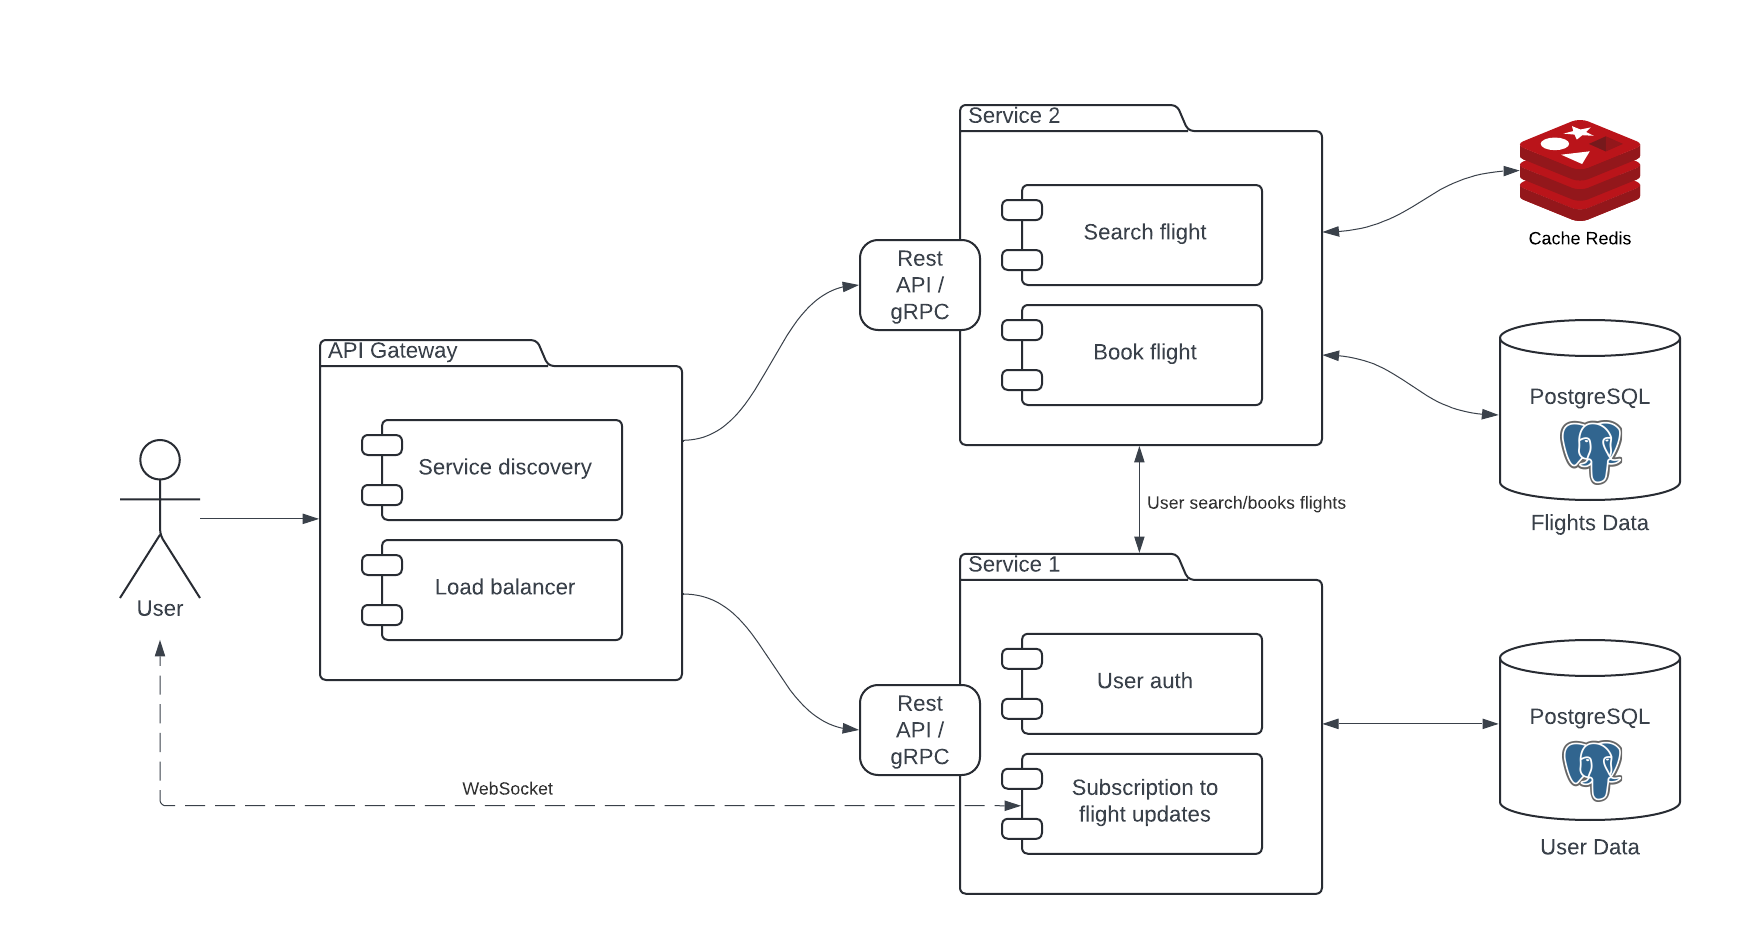 Service 2
Search flight
Rest
API /
gRPC
Book flight
Cache Redis
PostgreSQL
Flights Data
API Gateway
Service discovery
Load balancer
User
User search/books flights
Service 1
User auth
Rest
API /
gRPC
Subscription to
flight updates
WebSocket
PostgreSQL
User Data